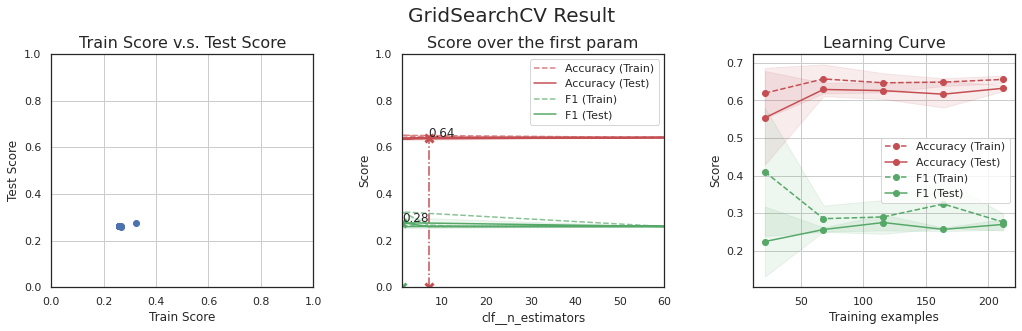 GridSearchCV Result
Train Score v.s. Test Score
Test Score
1.0
0.8
0.6
0.4
0.2
0.0
0.0 0.2 0.4 0.6 0.8 1.0
Train Score
Score over the first param
Score
1.0
0.8
0.6
0.4
0.2
0.0
Accuracy (Train)
Accuracy (Test)
F1 (Train)
F1 (Test)
0.64
0.28
10 20 30 40 50 60
clf__n_estimators
Learning Curve
Score
0.7
0.6
0.5
0.4
0.3
0.2
Accuracy (Train)
Accuracy (Test)
F1 (Train)
F1 (Test)
50 100 150 200
Training examples